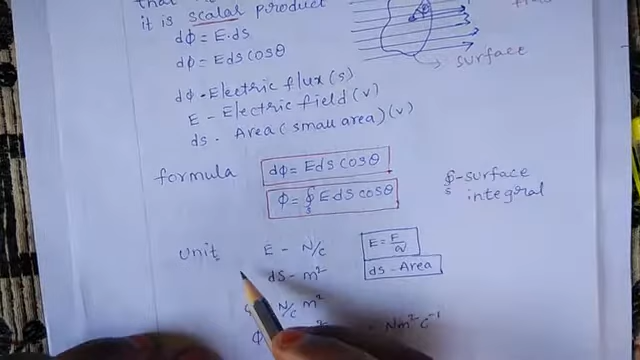 that
it is scalar product
dϕ = E.ds
dϕ = Eds cosθ
surface
dϕ - Electric flux (s)
E - Electric field (v)
ds - Area (small area) (v)
formula dϕ = Eds cosθ
ϕ = ∮s Eds cosθ
∮s - surface integral
unit E - N/C
E = F/q
ds - m²
ds - Area
N/C m²
ϕ
= Nm² C⁻¹